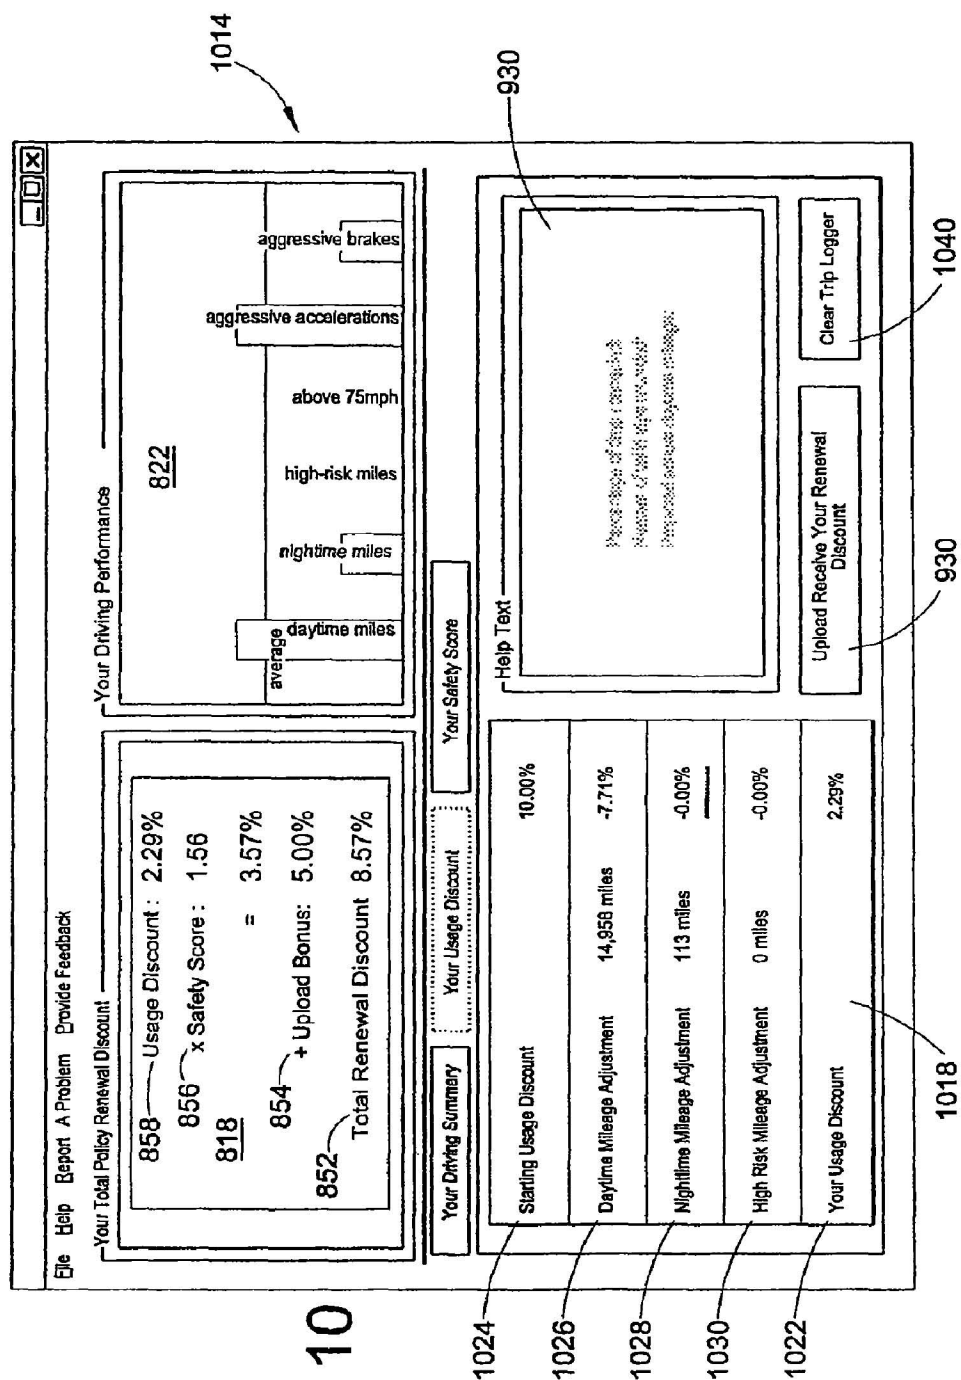 File Help Report A Problem Provide Feedback
Your Total Policy Renewal Discount
858 Usage Discount : 2.29%
856 x Safety Score : 1.56
818 = 3.57%
854 + Upload Bonus: 5.00%
852 Total Renewal Discount 8.57%
Your Driving Performance
822
average
daytime miles
nightime miles
high-risk miles
above 75mph
aggressive accelerations
aggressive brakes
1014
Your Driving Summary
Your Usage Discount
Your Safety Score
1024 Starting Usage Discount 10.00%
1026 Daytime Mileage Adjustment 14,958 miles -7.71%
1028 Nighttime Mileage Adjustment 113 miles -0.00%
1030 High Risk Mileage Adjustment 0 miles -0.00%
1022 Your Usage Discount 2.29%
1018
Help Text
930
Upload Receive Your Renewal
Discount
930
Clear Trip Logger
1040
10